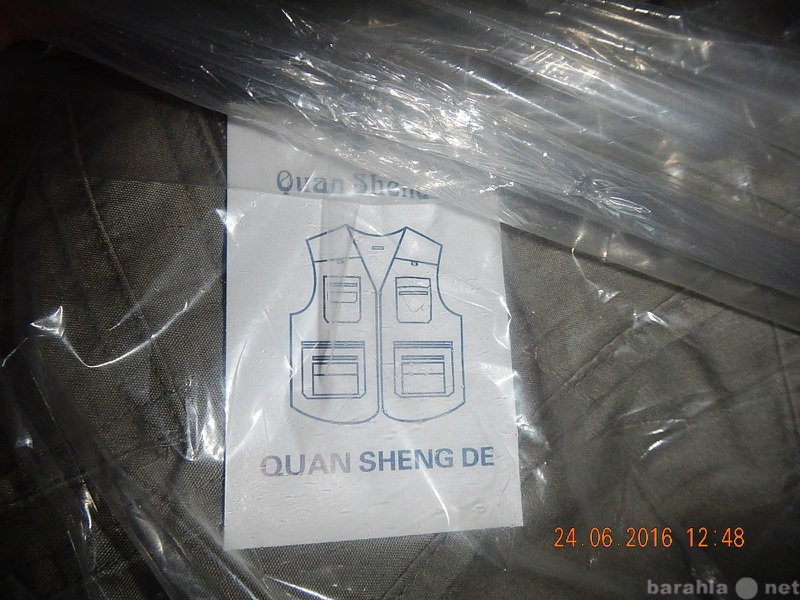 Quan Sheng
QUAN SHENG DE
24.06.2016 12:48
barahla net